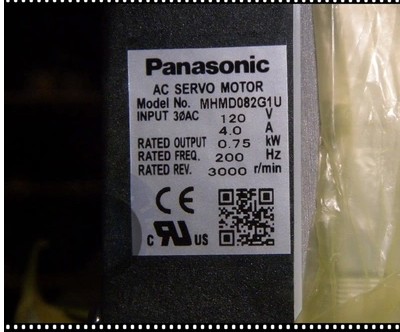 Panasonic
AC SERVO MOTOR
Model No. MHMD082G1U
INPUT 3ØAC 120 V
4.0 A
RATED OUTPUT 0.75 kW
RATED FREQ. 200 Hz
RATED REV. 3000 r/min
CE
C RU US